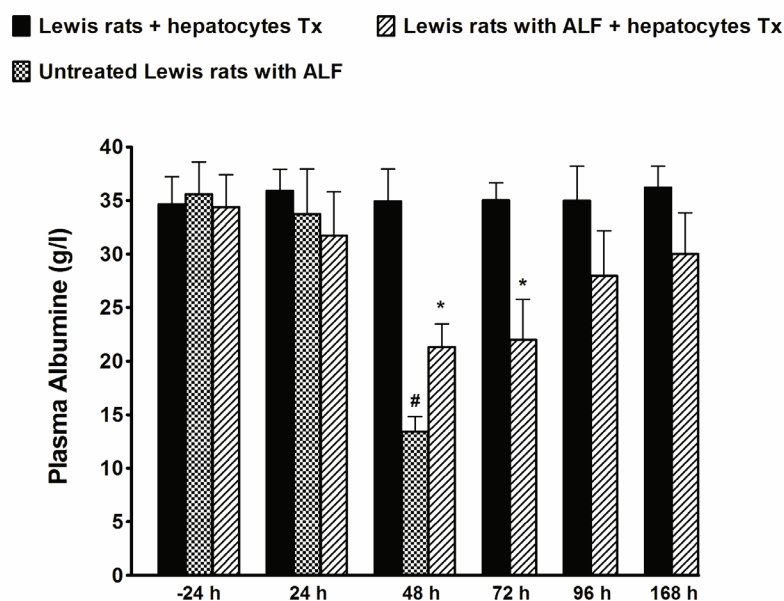 Lewis rats + hepatocytes Tx
Lewis rats with ALF + hepatocytes Tx
Untreated Lewis rats with ALF
Plasma Albumine (g/l)
40
35
30
25
20
15
10
5
0
#
*
*
-24 h
24 h
48 h
72 h
96 h
168 h